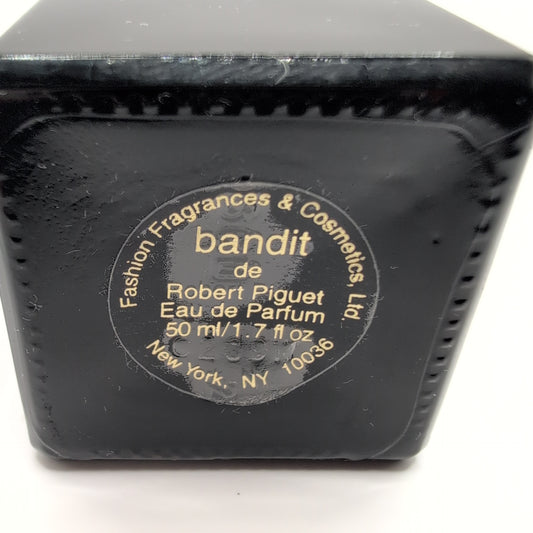 Fashion Fragrances & Cosmetics, Ltd.
bandit
de
Robert Piguet
Eau de Parfum
50 ml/1.7 fl oz
New York, NY 10036